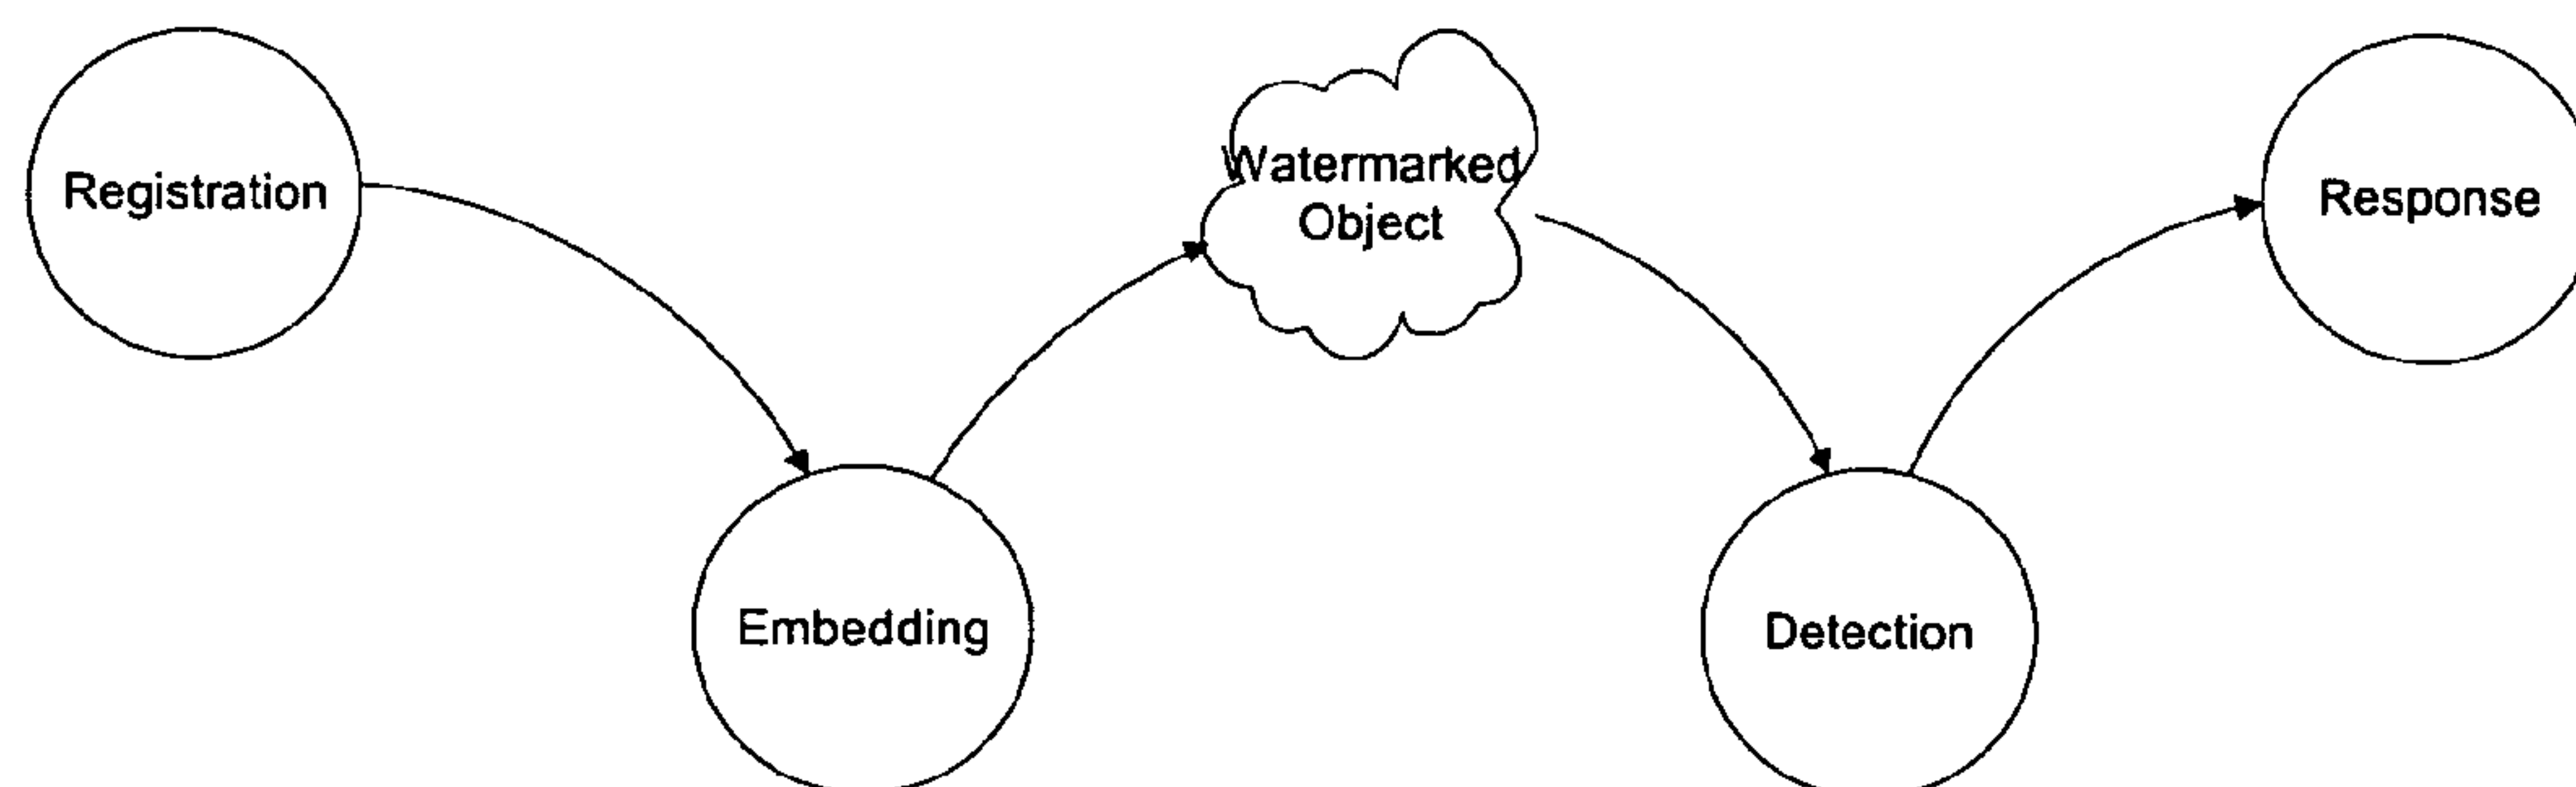 Registration
Embedding
Watermarked
Object
Detection
Response